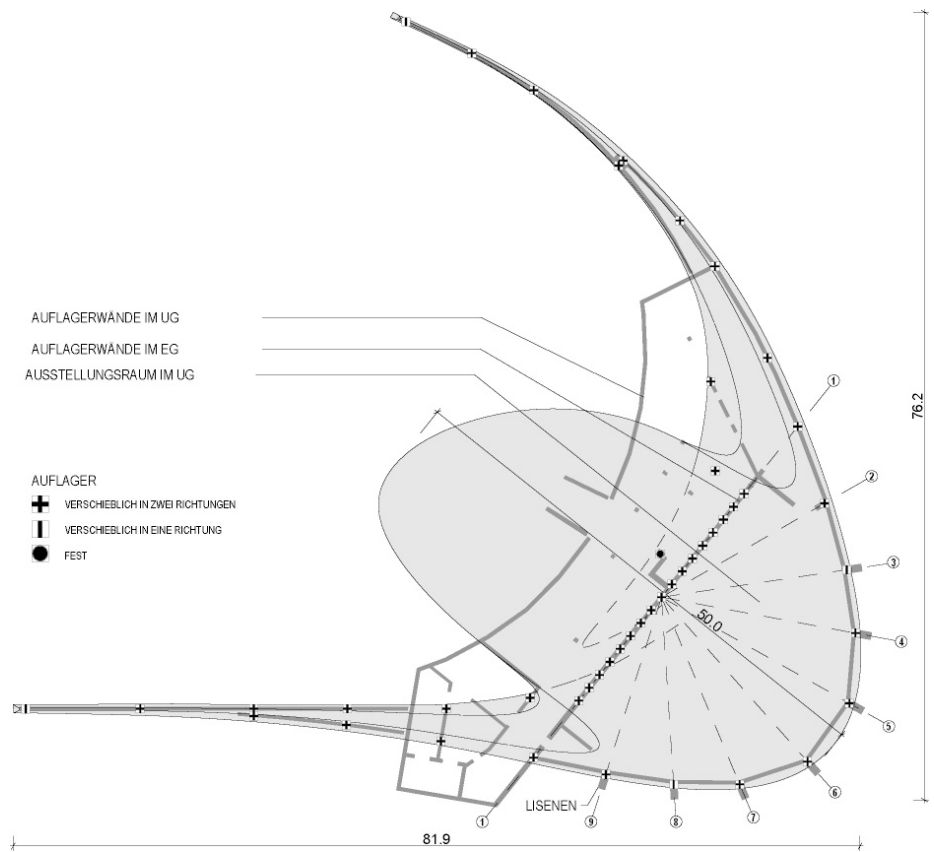 AUFLAGERWÄNDE IM UG
AUFLAGERWÄNDE IM EG
AUSSTELLUNGSRAUM IM UG
76.2
①
②
AUFLAGER
VERSCHIEBLICH IN ZWEI RICHTUNGEN
VERSCHIEBLICH IN EINE RICHTUNG
FEST
③
50.0
④
⑤
⑥
LISENEN
①
⑨
⑧
⑦
81.9